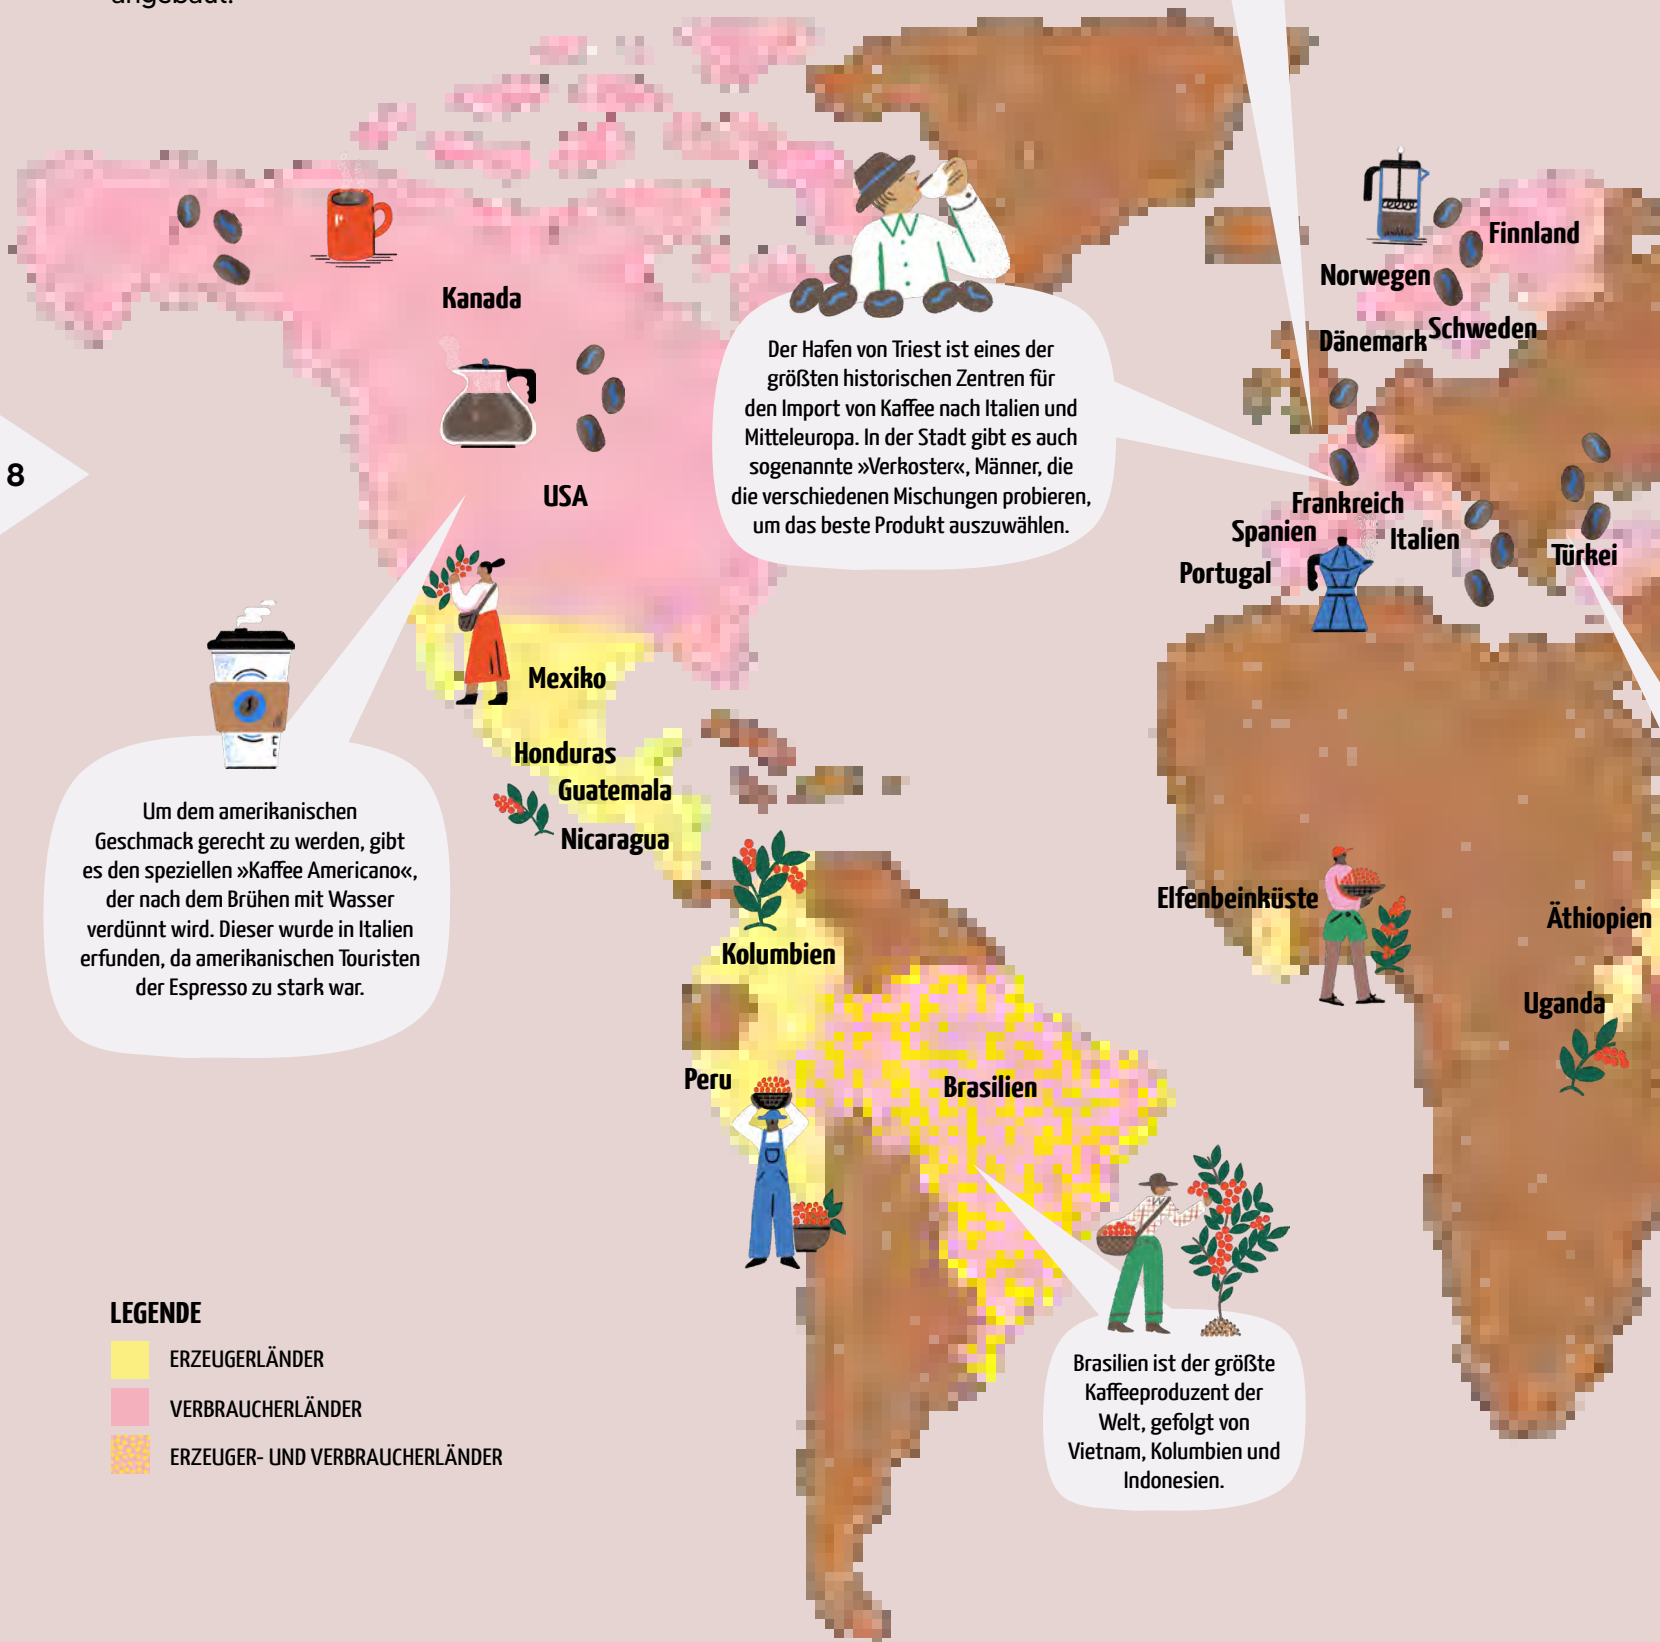 angebaut.
Finnland
Norwegen
Schweden
Dänemark
Kanada
Der Hafen von Triest ist eines der
größten historischen Zentren für
den Import von Kaffee nach Italien und
Mitteleuropa. In der Stadt gibt es auch
sogenannte »Verkoster«, Männer, die
die verschiedenen Mischungen probieren,
um das beste Produkt auszuwählen.
8
USA
Frankreich
Spanien
Italien
Portugal
Türkei
Mexiko
Honduras
Guatemala
Nicaragua
Um dem amerikanischen
Geschmack gerecht zu werden, gibt
es den speziellen »Kaffee Americano«,
der nach dem Brühen mit Wasser
verdünnt wird. Dieser wurde in Italien
erfunden, da amerikanischen Touristen
der Espresso zu stark war.
Kolumbien
Elfenbeinküste
Äthiopien
Uganda
Peru
Brasilien
LEGENDE
ERZEUGERLÄNDER
VERBRAUCHERLÄNDER
ERZEUGER- UND VERBRAUCHERLÄNDER
Brasilien ist der größte
Kaffeeproduzent der
Welt, gefolgt von
Vietnam, Kolumbien und
Indonesien.